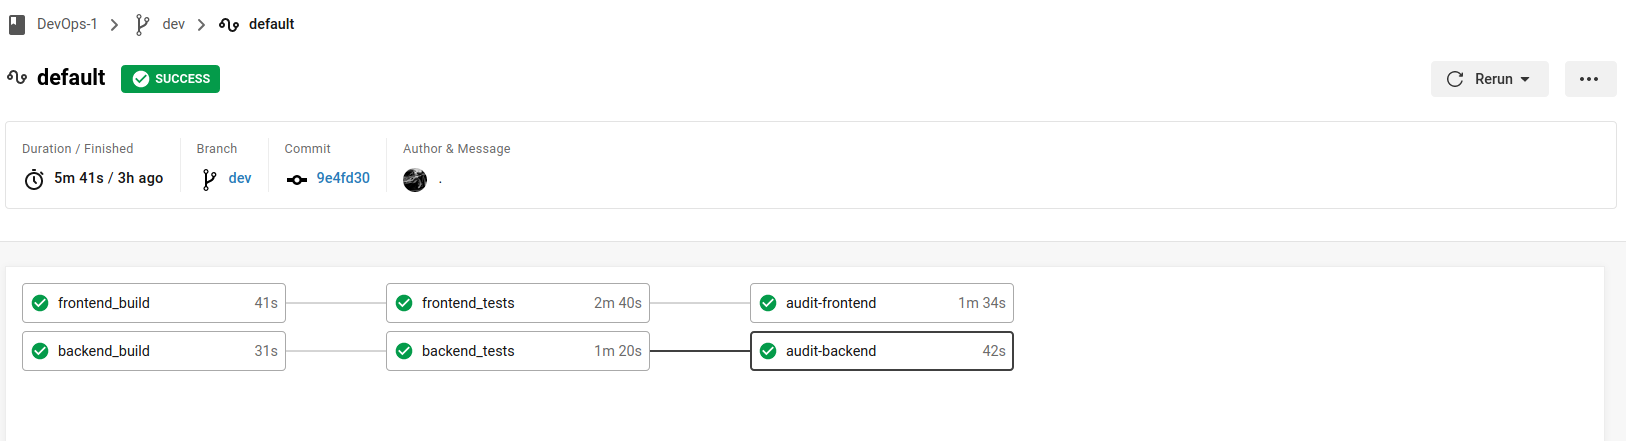 DevOps-1 dev default
default SUCCESS Rerun
Duration / Finished Branch Commit Author & Message
5m 41s / 3h ago dev 9e4fd30 .
frontend_build 41s frontend_tests 2m 40s audit-frontend 1m 34s
backend_build 31s backend_tests 1m 20s audit-backend 42s